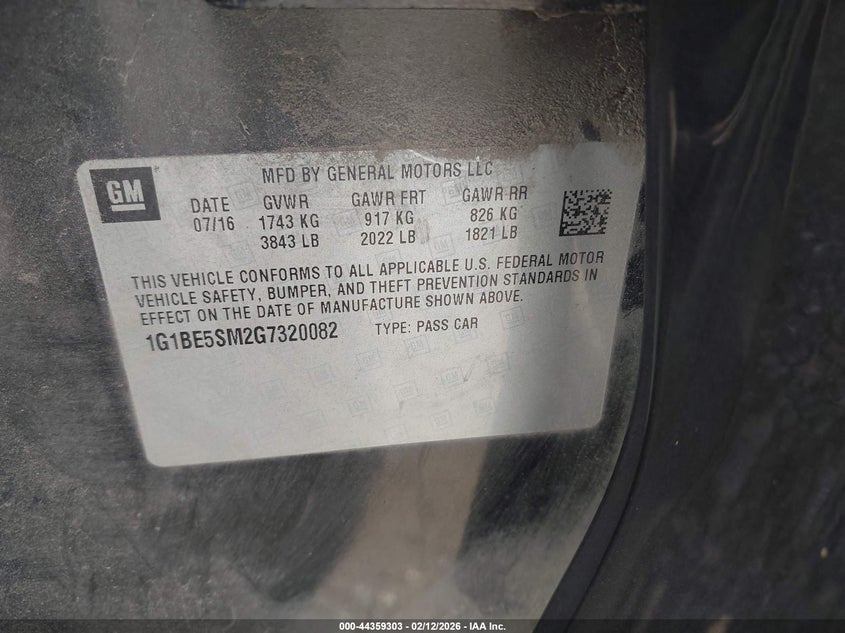 GM
MFD BY GENERAL MOTORS LLC
DATE GVWR GAWR FRT GAWR RR
07/16 1743 KG 917 KG 826 KG
3843 LB 2022 LB 1821 LB
THIS VEHICLE CONFORMS TO ALL APPLICABLE U.S. FEDERAL MOTOR
VEHICLE SAFETY, BUMPER, AND THEFT PREVENTION STANDARDS IN
EFFECT ON THE DATE OF MANUFACTURE SHOWN ABOVE.
1G1BE5SM2G7320082 TYPE: PASS CAR
000-44359303 - 02/12/2026 - IAA Inc.